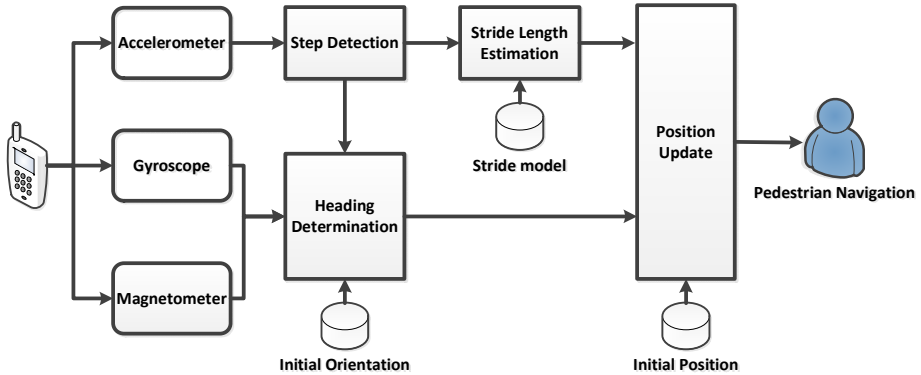 Accelerometer
Step Detection
Stride Length
Estimation
Stride model
Gyroscope
Heading
Determination
Magnetometer
Initial Orientation
Position
Update
Initial Position
Pedestrian Navigation